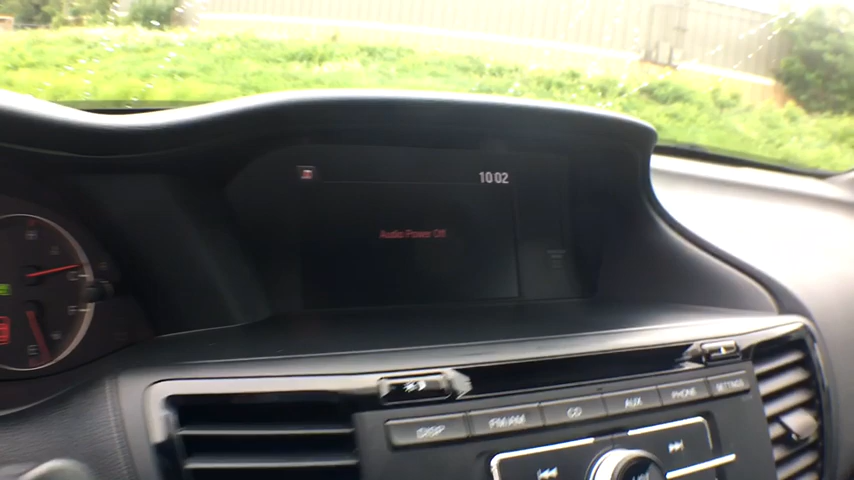 10:02
Audio Power Off
DISP
FM/AM
CD
AUX
PHONE
SETTINGS